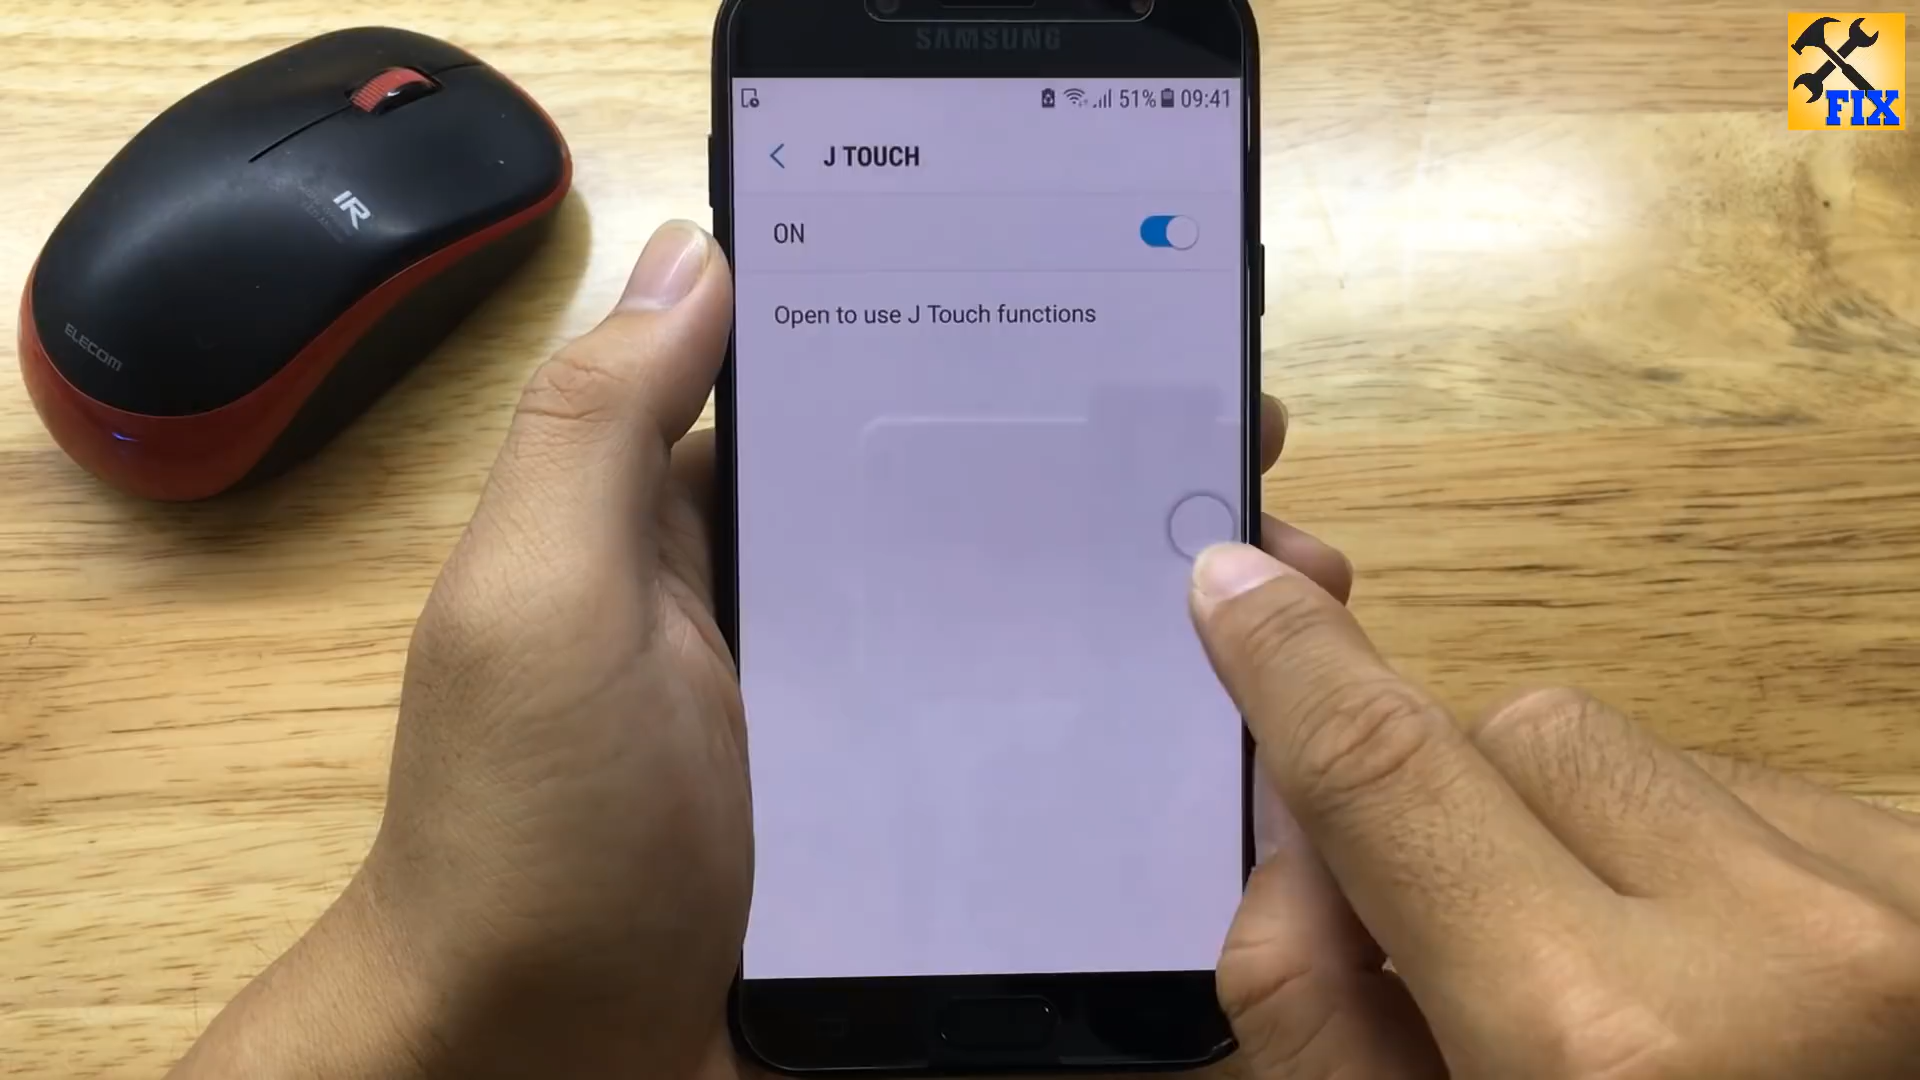 SAMSUNG
51% 09:41
J TOUCH
ON
Open to use J Touch functions
IR
ELECOM
FIX